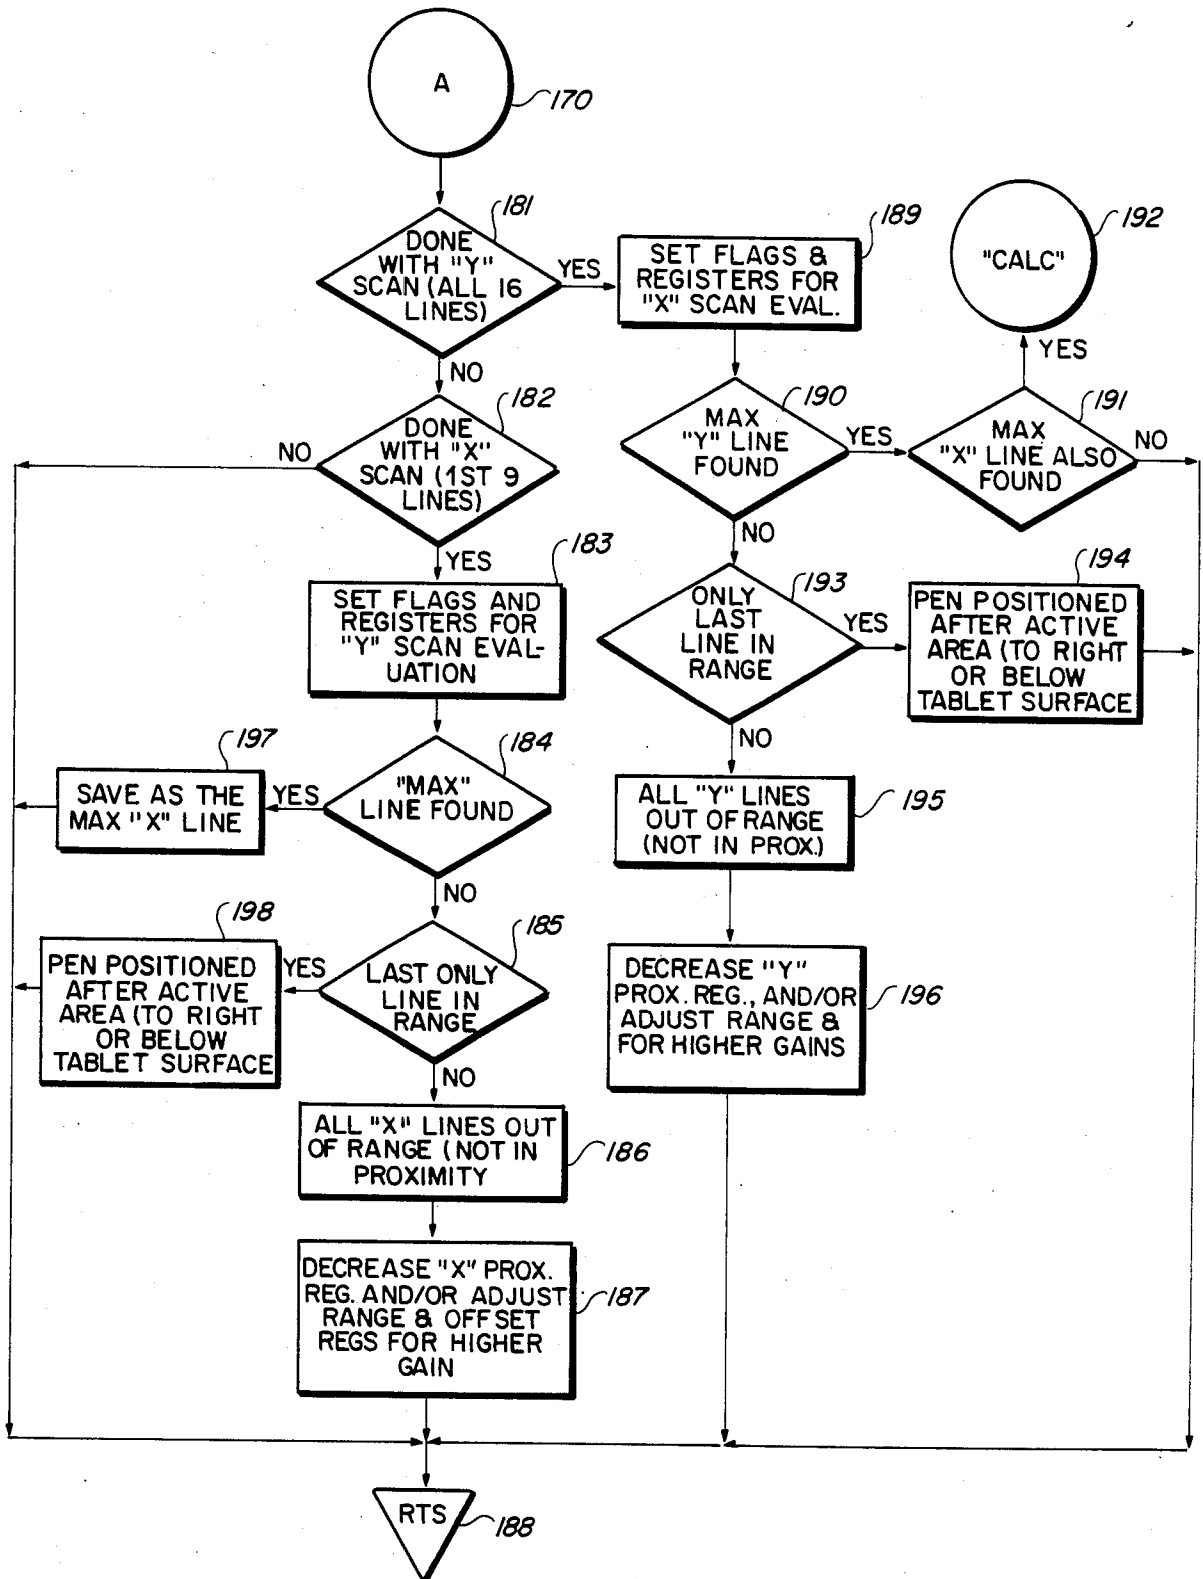 A
170
181
DONE
WITH "Y"
SCAN (ALL 16
LINES)
YES
NO
189
SET FLAGS &
REGISTERS FOR
"X" SCAN EVAL.
192
"CALC"
YES
182
DONE
WITH "X"
SCAN (1ST 9
LINES)
NO
YES
190
MAX
"Y" LINE
FOUND
YES
NO
191
MAX
"X" LINE ALSO
FOUND
NO
183
SET FLAGS AND
REGISTERS FOR
"Y" SCAN EVAL-
UATION
193
ONLY
LAST
LINE IN
RANGE
YES
NO
194
PEN POSITIONED
AFTER ACTIVE
AREA (TO RIGHT
OR BELOW
TABLET SURFACE
184
"MAX"
LINE FOUND
YES
NO
197
SAVE AS THE
MAX "X" LINE
195
ALL "Y" LINES
OUT OF RANGE
(NOT IN PROX.)
185
LAST ONLY
LINE IN
RANGE
YES
NO
198
PEN POSITIONED
AFTER ACTIVE
AREA (TO RIGHT
OR BELOW
TABLET SURFACE
196
DECREASE "Y"
PROX. REG., AND/OR
ADJUST RANGE &
FOR HIGHER GAINS
186
ALL "X" LINES OUT
OF RANGE (NOT IN
PROXIMITY
187
DECREASE "X" PROX.
REG. AND/OR ADJUST
RANGE & OFFSET
REGS FOR HIGHER
GAIN
RTS
188